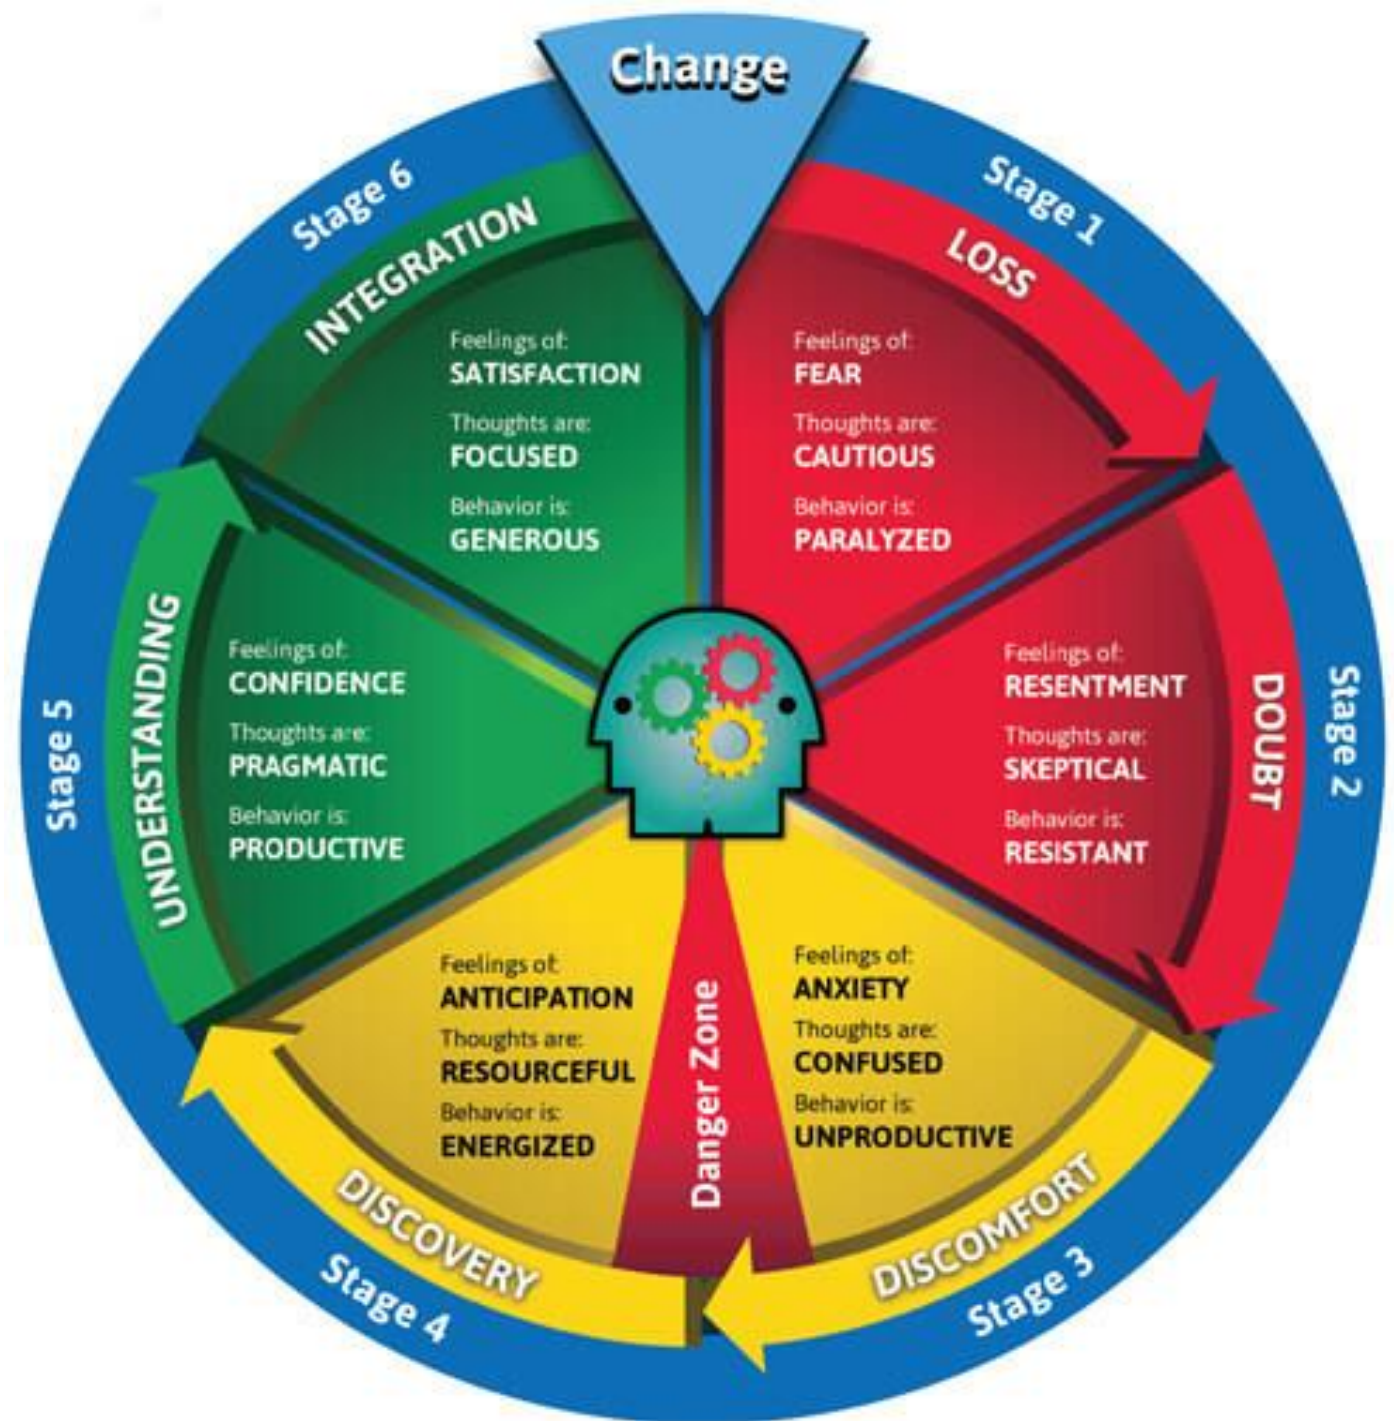 Change
Stage 1
LOSS
Feelings of:
FEAR
Thoughts are:
CAUTIOUS
Behavior is:
PARALYZED
Stage 2
DOUBT
Feelings of:
RESENTMENT
Thoughts are:
SKEPTICAL
Behavior is:
RESISTANT
Stage 3
DISCOMFORT
Feelings of:
ANXIETY
Thoughts are:
CONFUSED
Behavior is:
UNPRODUCTIVE
Danger Zone
Stage 4
DISCOVERY
Feelings of:
ANTICIPATION
Thoughts are:
RESOURCEFUL
Behavior is:
ENERGIZED
Stage 5
UNDERSTANDING
Feelings of:
CONFIDENCE
Thoughts are:
PRAGMATIC
Behavior is:
PRODUCTIVE
Stage 6
INTEGRATION
Feelings of:
SATISFACTION
Thoughts are:
FOCUSED
Behavior is:
GENEROUS